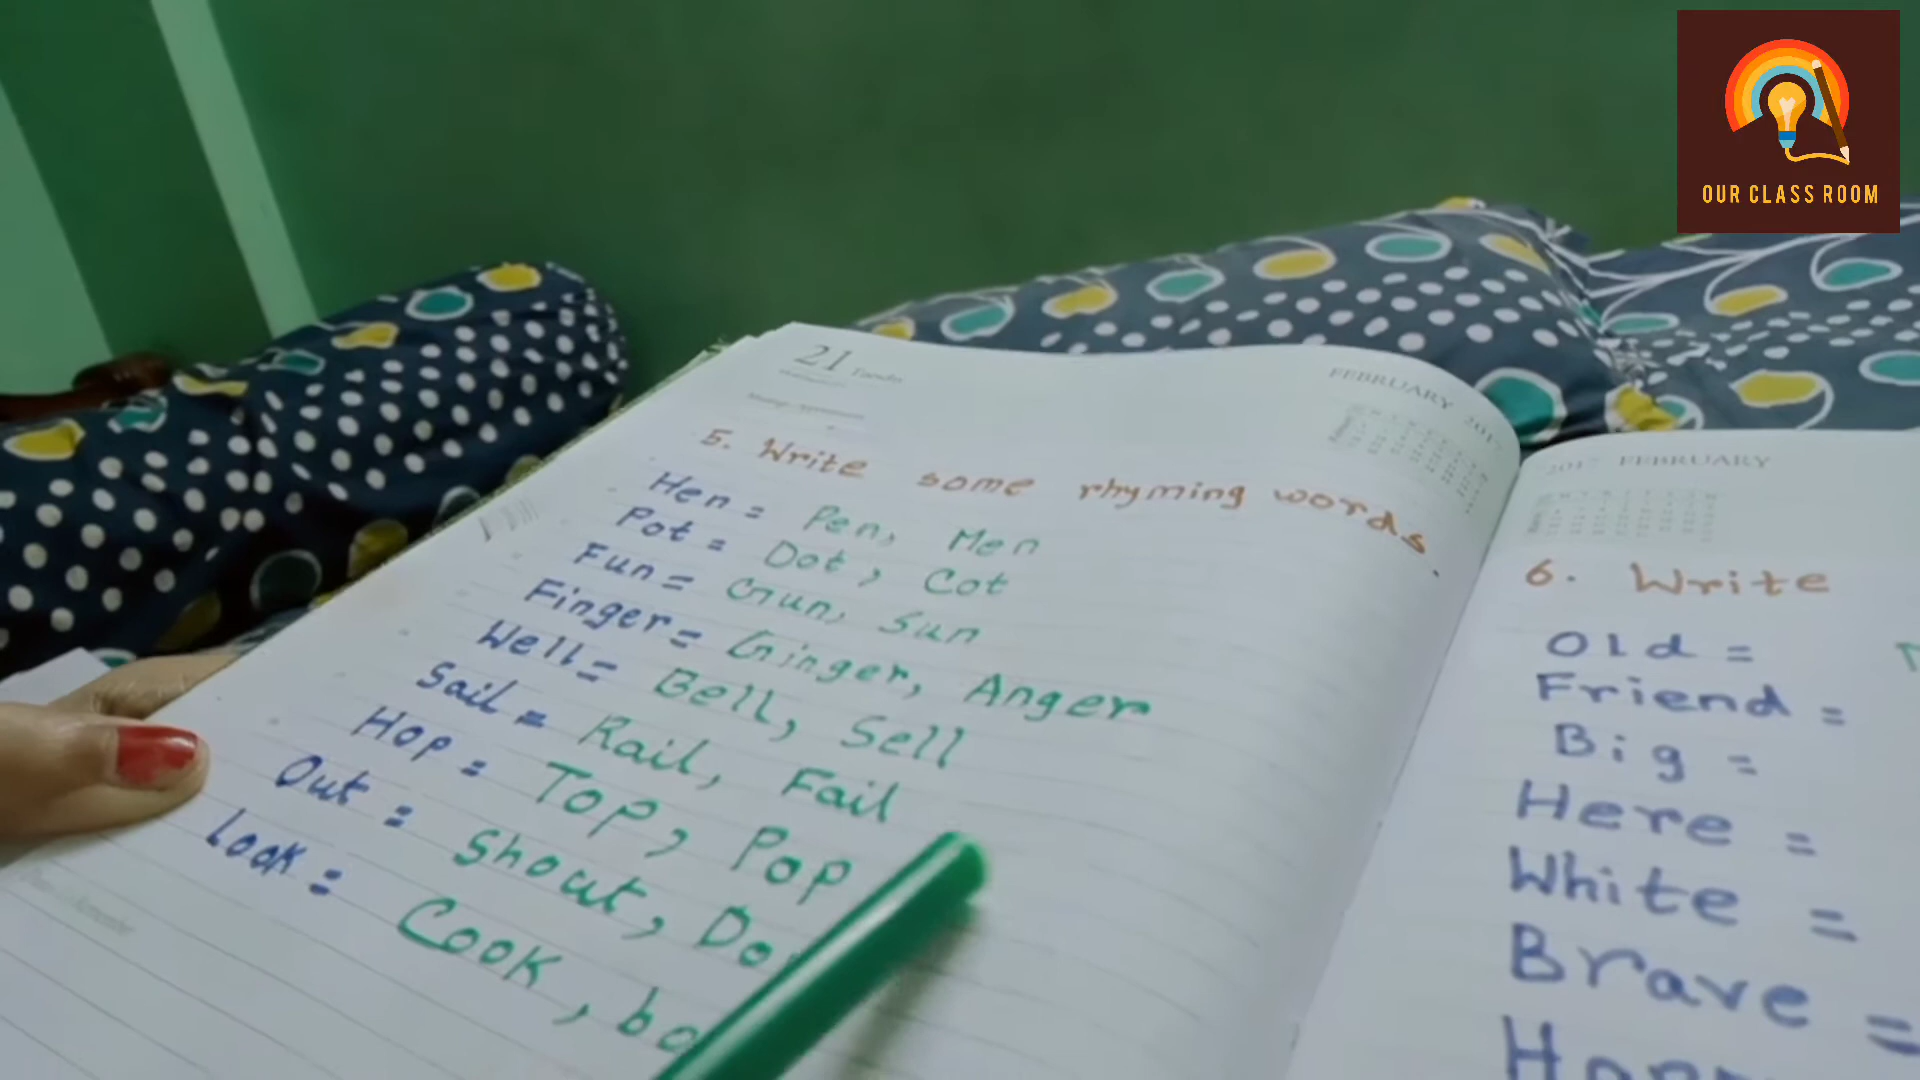 OUR CLASS ROOM
21 Tuesday
FEBRUARY
5. Write some rhyming words.
Hen = Pen, Men
Pot = Dot, Cot
Fun = Gun, Sun
Finger = Ginger, Anger
Well = Bell, Sell
Sail = Rail, Fail
Hop = Top, Pop
Out = Shout,
Look = Cook,
2017 FEBRUARY
6. Write
Old =
Friend =
Big =
Here =
White =
Brave =